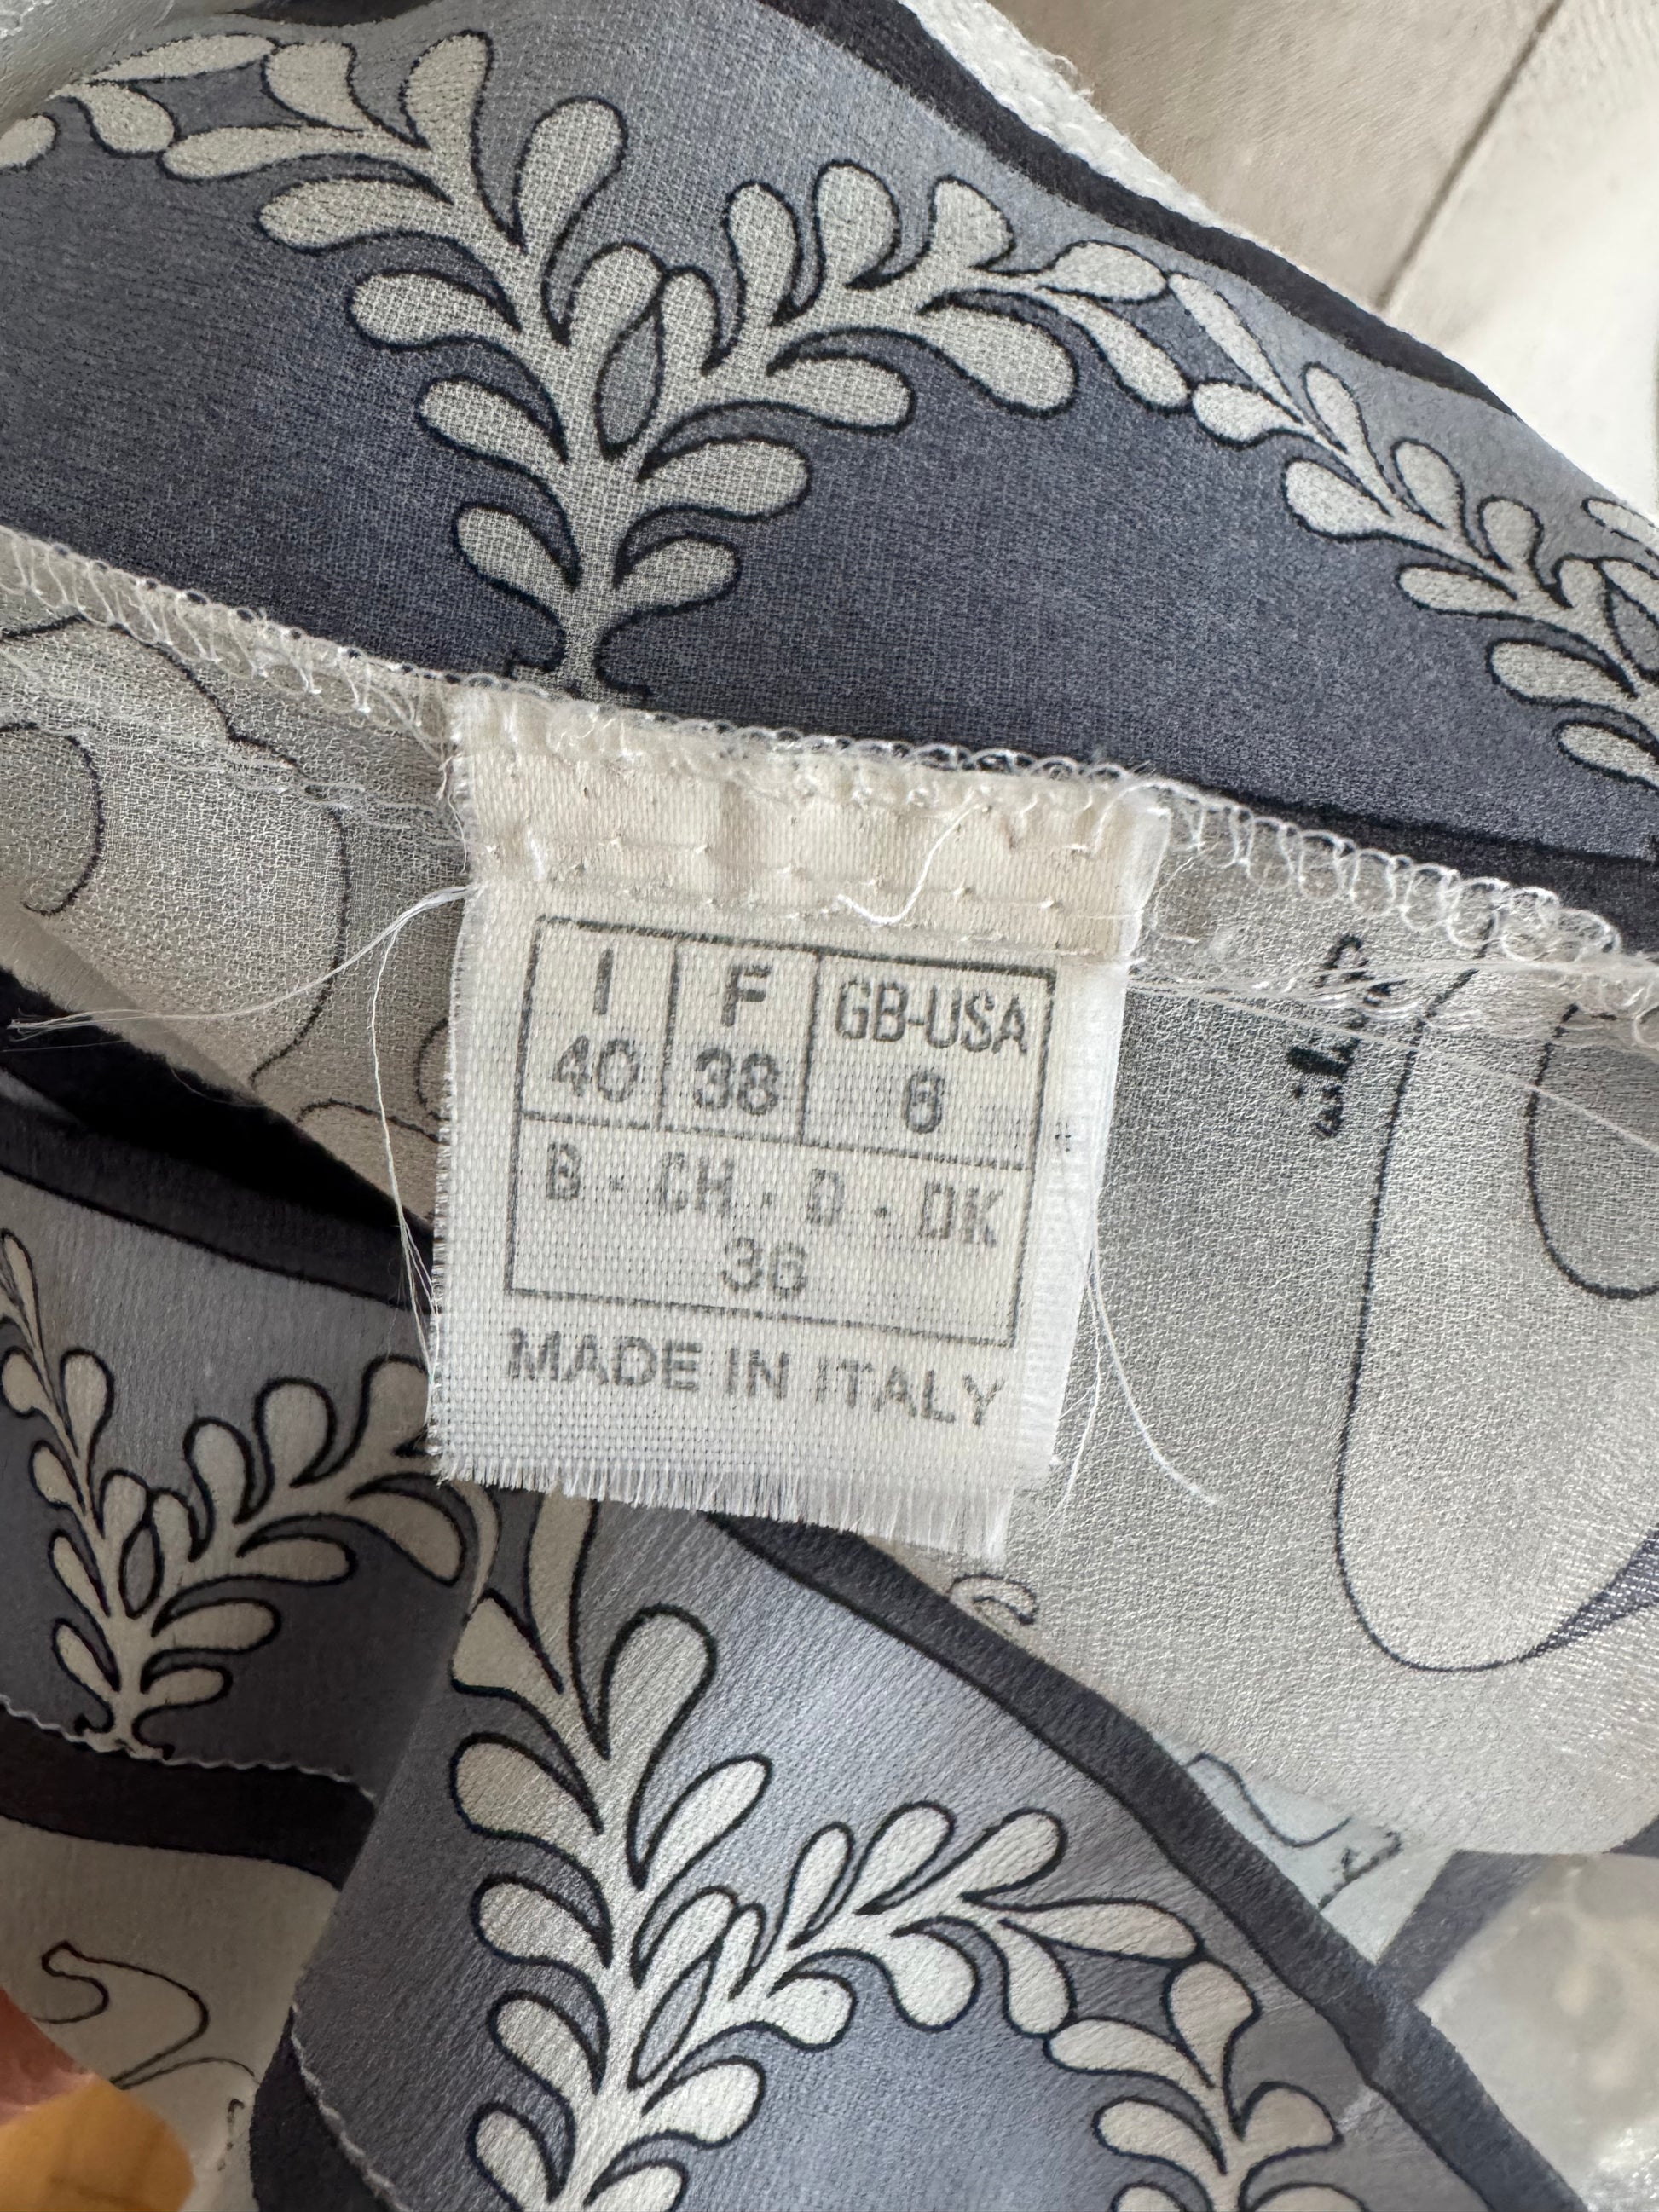 I F GB-USA
40 38 6
B - CH - D - DK
36
MADE IN ITALY